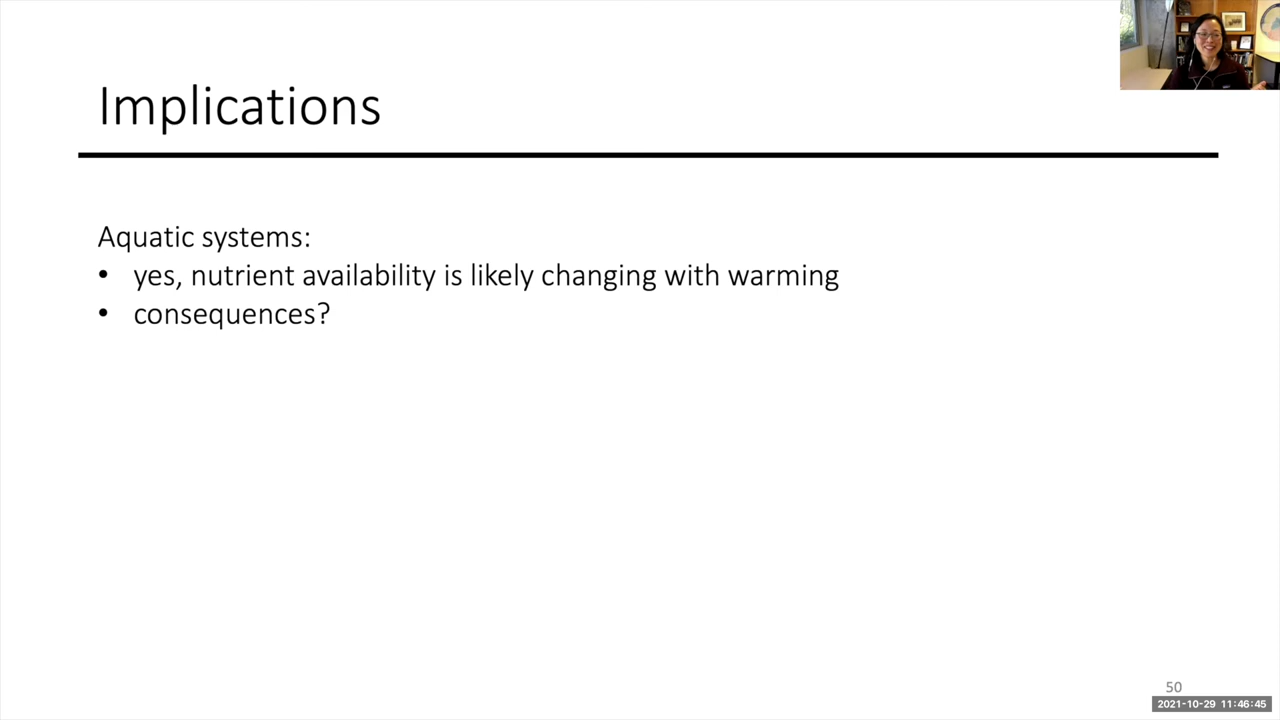 Implications
Aquatic systems:
• yes, nutrient availability is likely changing with warming
• consequences?
50
2021-10-29 11:46:45